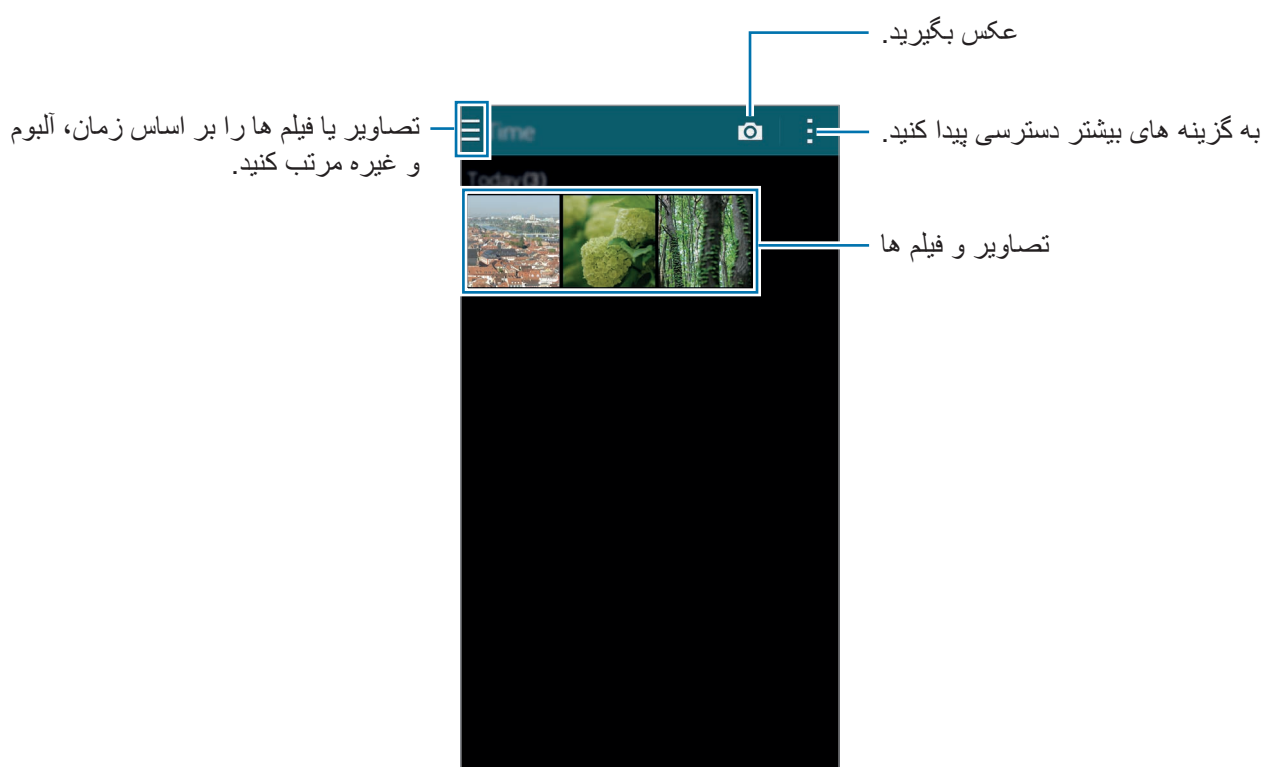 عکس بگیرید.
به گزینه های بیشتر دسترسی پیدا کنید.
تصاویر یا فیلم ها را بر اساس زمان، آلبوم
و غیره مرتب کنید.
Time
Today(3)
تصاویر و فیلم ها